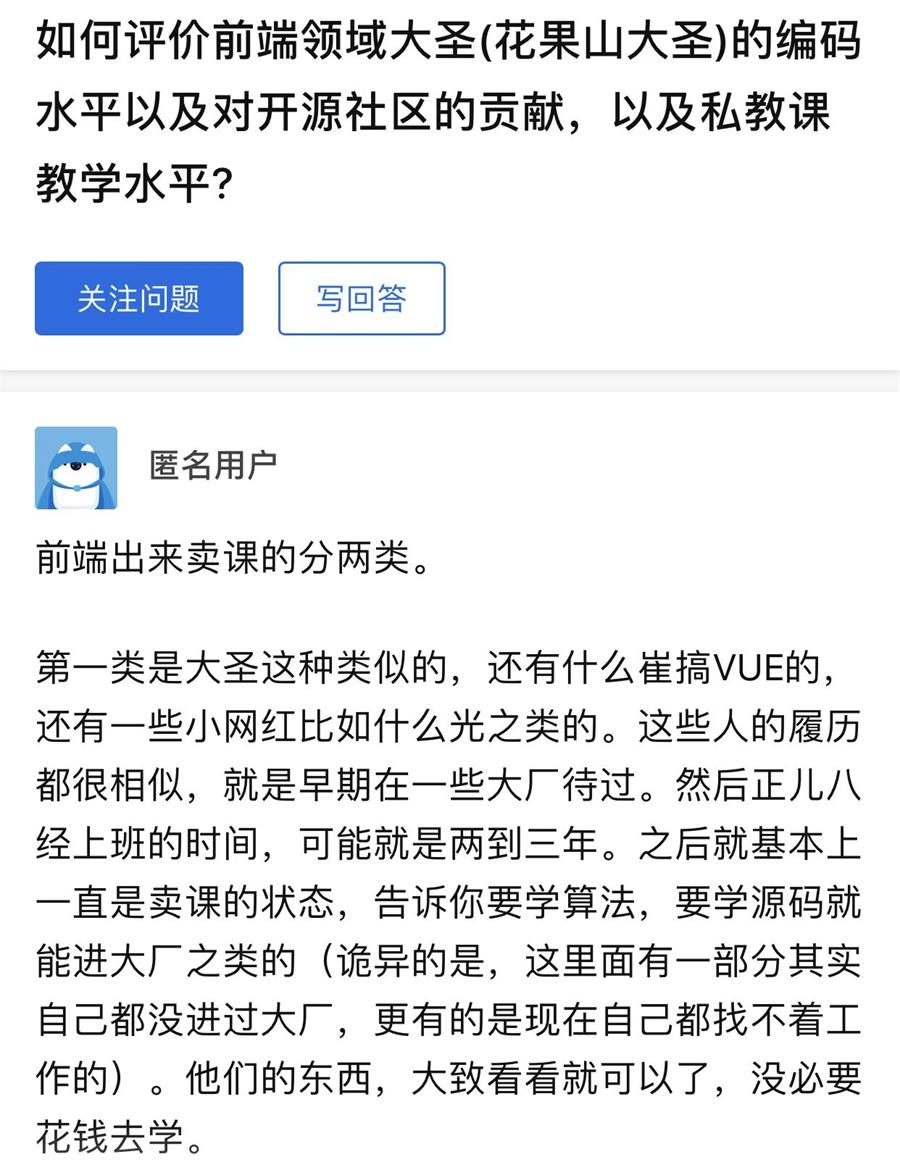 如何评价前端领域大圣(花果山大圣)的编码
水平以及对开源社区的贡献，以及私教课
教学水平?
关注问题
写回答
匿名用户
前端出来卖课的分两类。
第一类是大圣这种类似的，还有什么崔搞VUE的，
还有一些小网红比如什么光之类的。这些人的履历
都很相似，就是早期在一些大厂待过。然后正儿八
经上班的时间，可能就是两到三年。之后就基本上
一直是卖课的状态，告诉你要学算法，要学源码就
能进大厂之类的（诡异的是，这里面有一部分其实
自己都没进过大厂，更有的是现在自己都找不着工
作的）。他们的东西，大致看看就可以了，没必要
花钱去学。